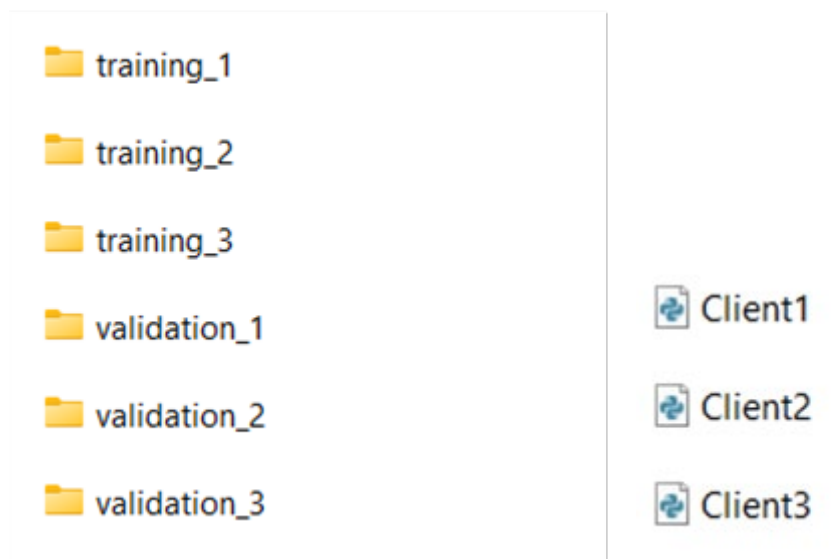 training_1
training_2
training_3
validation_1
validation_2
validation_3
Client1
Client2
Client3